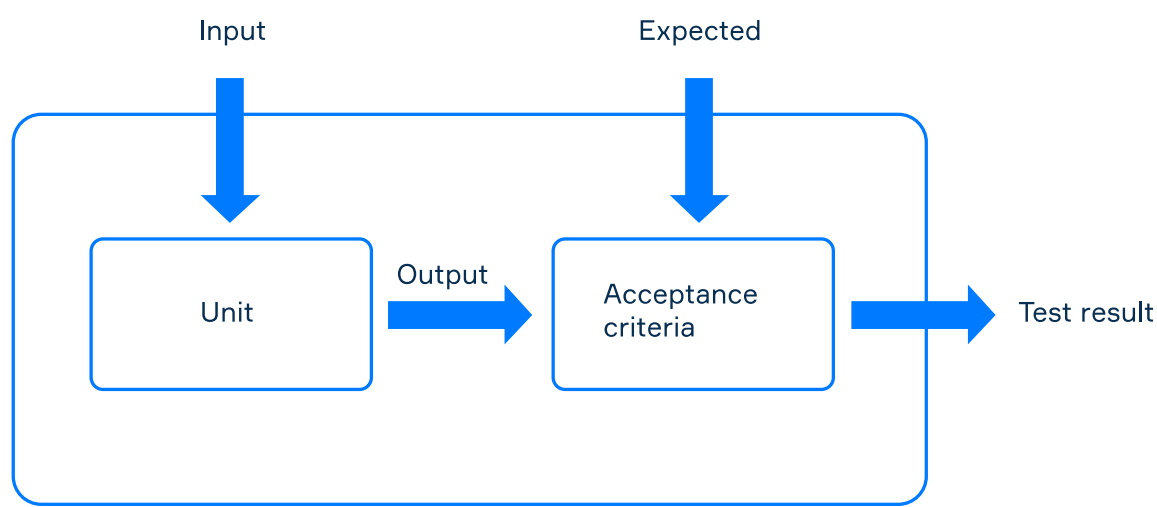 Input
Expected
Output
Unit
Acceptance
criteria
Test result